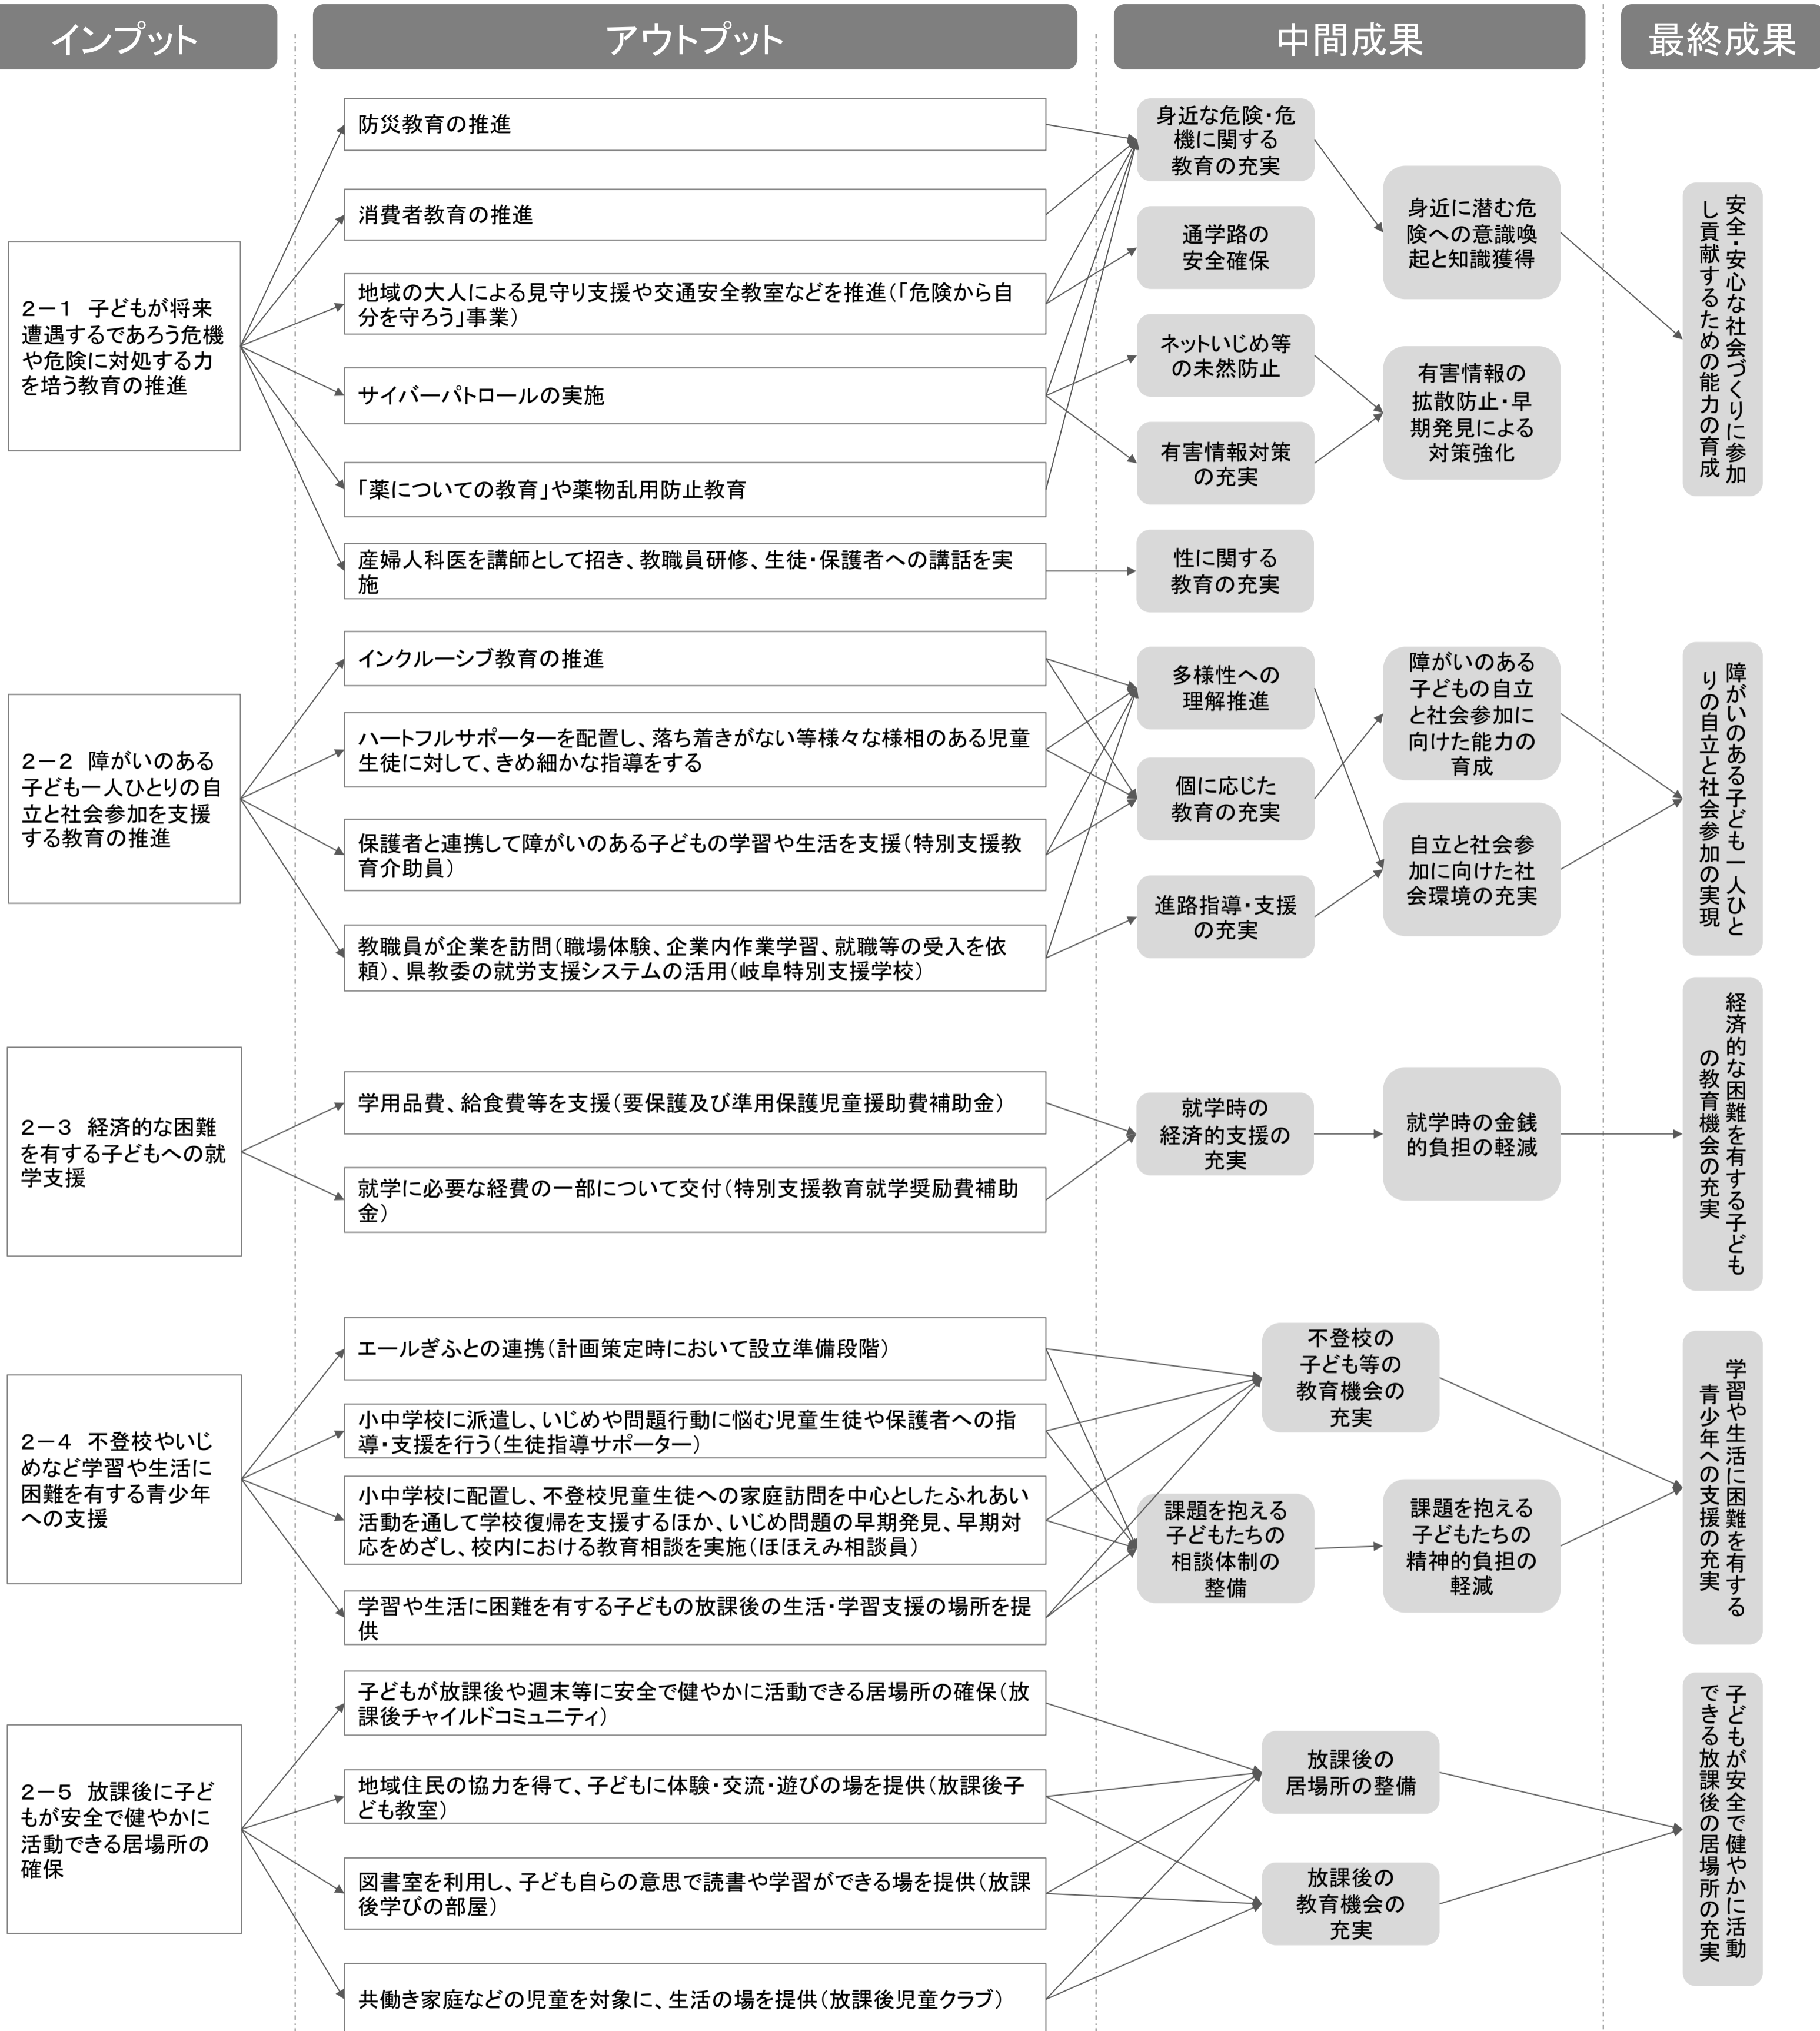 インプット
アウトプット
中間成果
最終成果
2－1　子どもが将来
遭遇するであろう危機
や危険に対処する力
を培う教育の推進
防災教育の推進
消費者教育の推進
地域の大人による見守り支援や交通安全教室などを推進(「危険から自
分を守ろう」事業)
サイバーパトロールの実施
「薬についての教育」や薬物乱用防止教育
産婦人科医を講師として招き、教職員研修、生徒・保護者への講話を実
施
身近な危険・危
機に関する
教育の充実
通学路の
安全確保
ネットいじめ等
の未然防止
有害情報対策
の充実
性に関する
教育の充実
身近に潜む危
険への意識喚
起と知識獲得
有害情報の
拡散防止・早
期発見による
対策強化
安全・安心な社会づくりに参加
し貢献するための能力の育成
2－2　障がいのある
子ども一人ひとりの自
立と社会参加を支援
する教育の推進
インクルーシブ教育の推進
ハートフルサポーターを配置し、落ち着きがない等様々な様相のある児童
生徒に対して、きめ細かな指導をする
保護者と連携して障がいのある子どもの学習や生活を支援(特別支援教
育介助員)
教職員が企業を訪問(職場体験、企業内作業学習、就職等の受入を依
頼)、県教委の就労支援システムの活用(岐阜特別支援学校)
多様性への
理解推進
個に応じた
教育の充実
進路指導・支援
の充実
障がいのある
子どもの自立
と社会参加に
向けた能力の
育成
自立と社会参
加に向けた社
会環境の充実
障がいのある子ども一人ひと
りの自立と社会参加の実現
2－3　経済的な困難
を有する子どもへの就
学支援
学用品費、給食費等を支援(要保護及び準用保護児童援助費補助金)
就学に必要な経費の一部について交付(特別支援教育就学奨励費補助
金)
就学時の
経済的支援の
充実
就学時の金銭
的負担の軽減
経済的な困難を有する子ども
の教育機会の充実
2－4　不登校やいじ
めなど学習や生活に
困難を有する青少年
への支援
エールぎふとの連携(計画策定時において設立準備段階)
小中学校に派遣し、いじめや問題行動に悩む児童生徒や保護者への指
導・支援を行う(生徒指導サポーター)
小中学校に配置し、不登校児童生徒への家庭訪問を中心としたふれあい
活動を通して学校復帰を支援するほか、いじめ問題の早期発見、早期対
応をめざし、校内における教育相談を実施(ほほえみ相談員)
学習や生活に困難を有する子どもの放課後の生活・学習支援の場所を提
供
不登校の
子ども等の
教育機会の
充実
課題を抱える
子どもたちの
相談体制の
整備
課題を抱える
子どもたちの
精神的負担の
軽減
学習や生活に困難を有する
青少年への支援の充実
2－5　放課後に子ど
もが安全で健やかに
活動できる居場所の
確保
子どもが放課後や週末等に安全で健やかに活動できる居場所の確保(放
課後チャイルドコミュニティ)
地域住民の協力を得て、子どもに体験・交流・遊びの場を提供(放課後子
ども教室)
図書室を利用し、子ども自らの意思で読書や学習ができる場を提供(放課
後学びの部屋)
共働き家庭などの児童を対象に、生活の場を提供(放課後児童クラブ)
放課後の
居場所の整備
放課後の
教育機会の
充実
子どもが安全で健やかに活動
できる放課後の居場所の充実